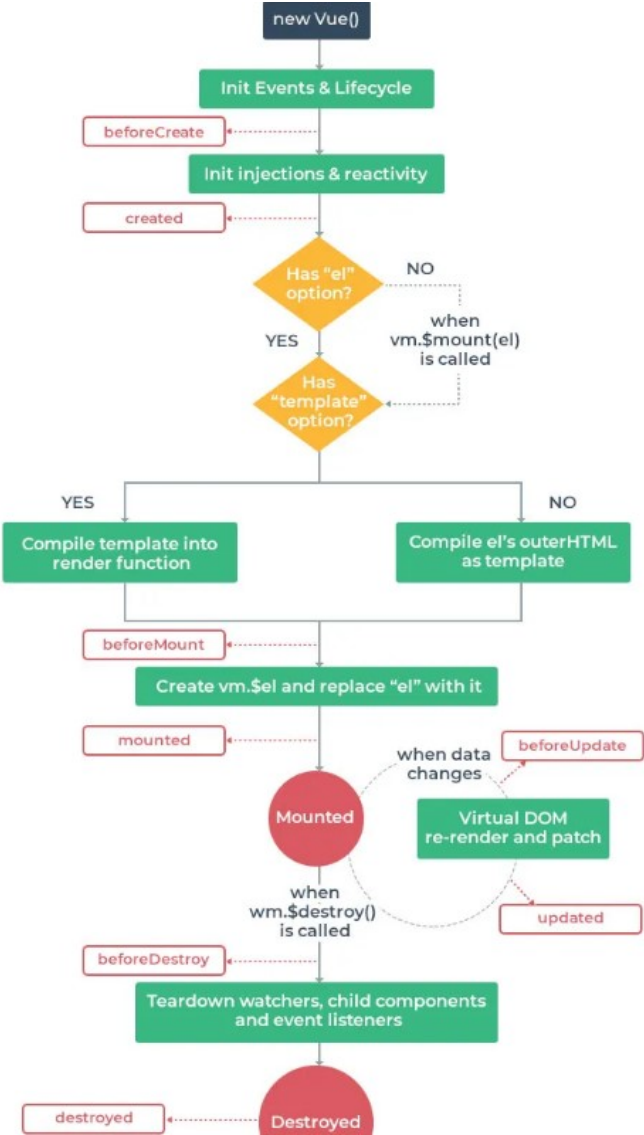 new Vue()
Init Events & Lifecycle
beforeCreate
Init injections & reactivity
created
Has "el"
option?
NO
when
vm.$mount(el)
is called
YES
Has
"template"
option?
YES
NO
Compile template into
render function
Compile el's outerHTML
as template
beforeMount
Create vm.$el and replace "el" with it
mounted
when data
changes
beforeUpdate
Mounted
Virtual DOM
re-render and patch
when
wm.$destroy()
is called
updated
beforeDestroy
Teardown watchers, child components
and event listeners
destroyed
Destroyed